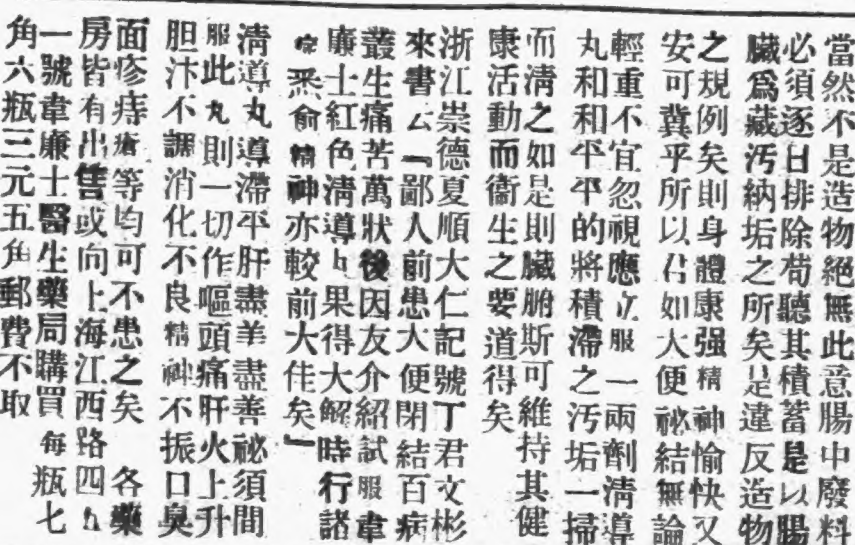 當然不是造物絕無此意腸中廢料
必須逐日排除苟聽其積蓄是以腸
臟爲藏汚納垢之所矣是違反造物
之規例矣則身體康强精神愉快又
安可冀乎所以君如大便祕結無論
輕重不宜忽視應立服一兩劑清導
丸和和平平的將積滯之汚垢一掃
而淸之如是則臟腑斯可維持其健
康活動而衞生之要道得矣
浙江崇德夏順大仁記號丁君文彬
來書云『鄙人前患大便閉結百病
叢生痛苦萬狀後因友介紹試服韋
廉士紅色淸導丸果得大解時行諸
症悉俞精神亦較前大佳矣』
淸導丸導滯平肝盡美盡善祕須間
服此丸則一切作嘔頭痛肝火上升
胆汁不調消化不良精神不振口臭
面疹痔瘡等均可不患之矣 各藥
房皆有出售或向上海江西路四九
一號韋廉士醫生藥局購買每瓶七
角六瓶三元五角郵費不取